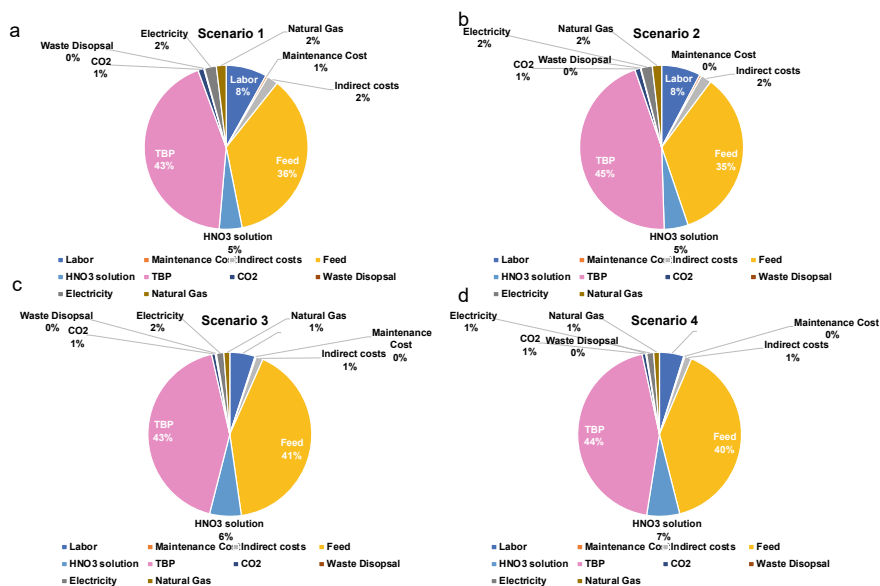 a
Scenario 1
Electricity
2%
Natural Gas
2%
Waste Disopsal
0%
Maintenance Cost
1%
CO2
1%
Indirect costs
2%
Labor
8%
TBP
43%
Feed
36%
HNO3 solution
5%
Labor
Maintenance Co
Indirect costs
Feed
HNO3 solution
TBP
CO2
Waste Disopsal
Electricity
Natural Gas
b
Scenario 2
Electricity
2%
Natural Gas
2%
Maintenance Cost
0%
Waste Disopsal
0%
CO2
1%
Indirect costs
2%
Labor
8%
TBP
45%
Feed
35%
HNO3 solution
5%
Labor
Maintenance Co
Indirect costs
Feed
HNO3 solution
TBP
CO2
Waste Disopsal
Electricity
Natural Gas
c
Scenario 3
Waste Disopsal
0%
Electricity
2%
Natural Gas
1%
CO2
1%
Maintenance
Cost
0%
Indirect costs
1%
TBP
43%
Feed
41%
HNO3 solution
6%
Labor
Maintenance Co
Indirect costs
Feed
HNO3 solution
TBP
CO2
Waste Disopsal
Electricity
Natural Gas
d
Scenario 4
Electricity
1%
Natural Gas
1%
Maintenance Cost
0%
CO2
1%
Waste Disopsal
0%
Indirect costs
1%
TBP
44%
Feed
40%
HNO3 solution
7%
Labor
Maintenance Co
Indirect costs
Feed
HNO3 solution
TBP
CO2
Waste Disopsal
Electricity
Natural Gas